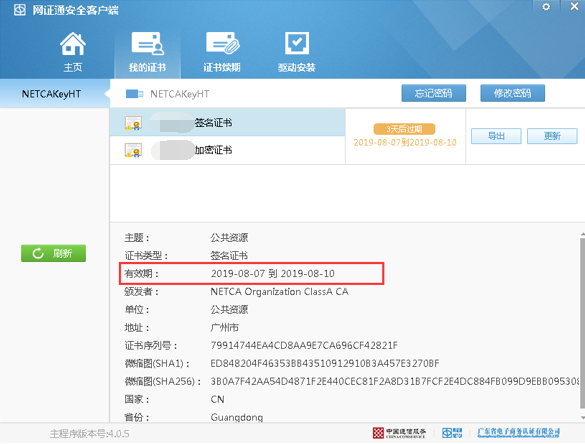 网证通安全客户端
主页
我的证书
证书续期
驱动安装
NETCAKeyHT
NETCAKeyHT
忘记密码
修改密码
签名证书
加密证书
3天后过期
2019-08-07到2019-08-10
导出
更新
刷新
主题： 公共资源
证书类型： 签名证书
有效期： 2019-08-07 到 2019-08-10
颁发者： NETCA Organization ClassA CA
单位： 公共资源
地址： 广州市
证书序列号： 79914744EA4CD8AA9E7CA696CF42821F
微缩图(SHA1)： ED848204F46353BB43510912910B3A457E3270BF
微缩图(SHA256)： 3B0A7F42AA54D4871F2E440CEC81F2A8D31B7FCF2E4DC884FB099D9EBB095308
国家： CN
省份： Guangdong
主程序版本号:4.0.5
中国通信服务
CHINA COMSERVICE
广东省电子商务认证有限公司